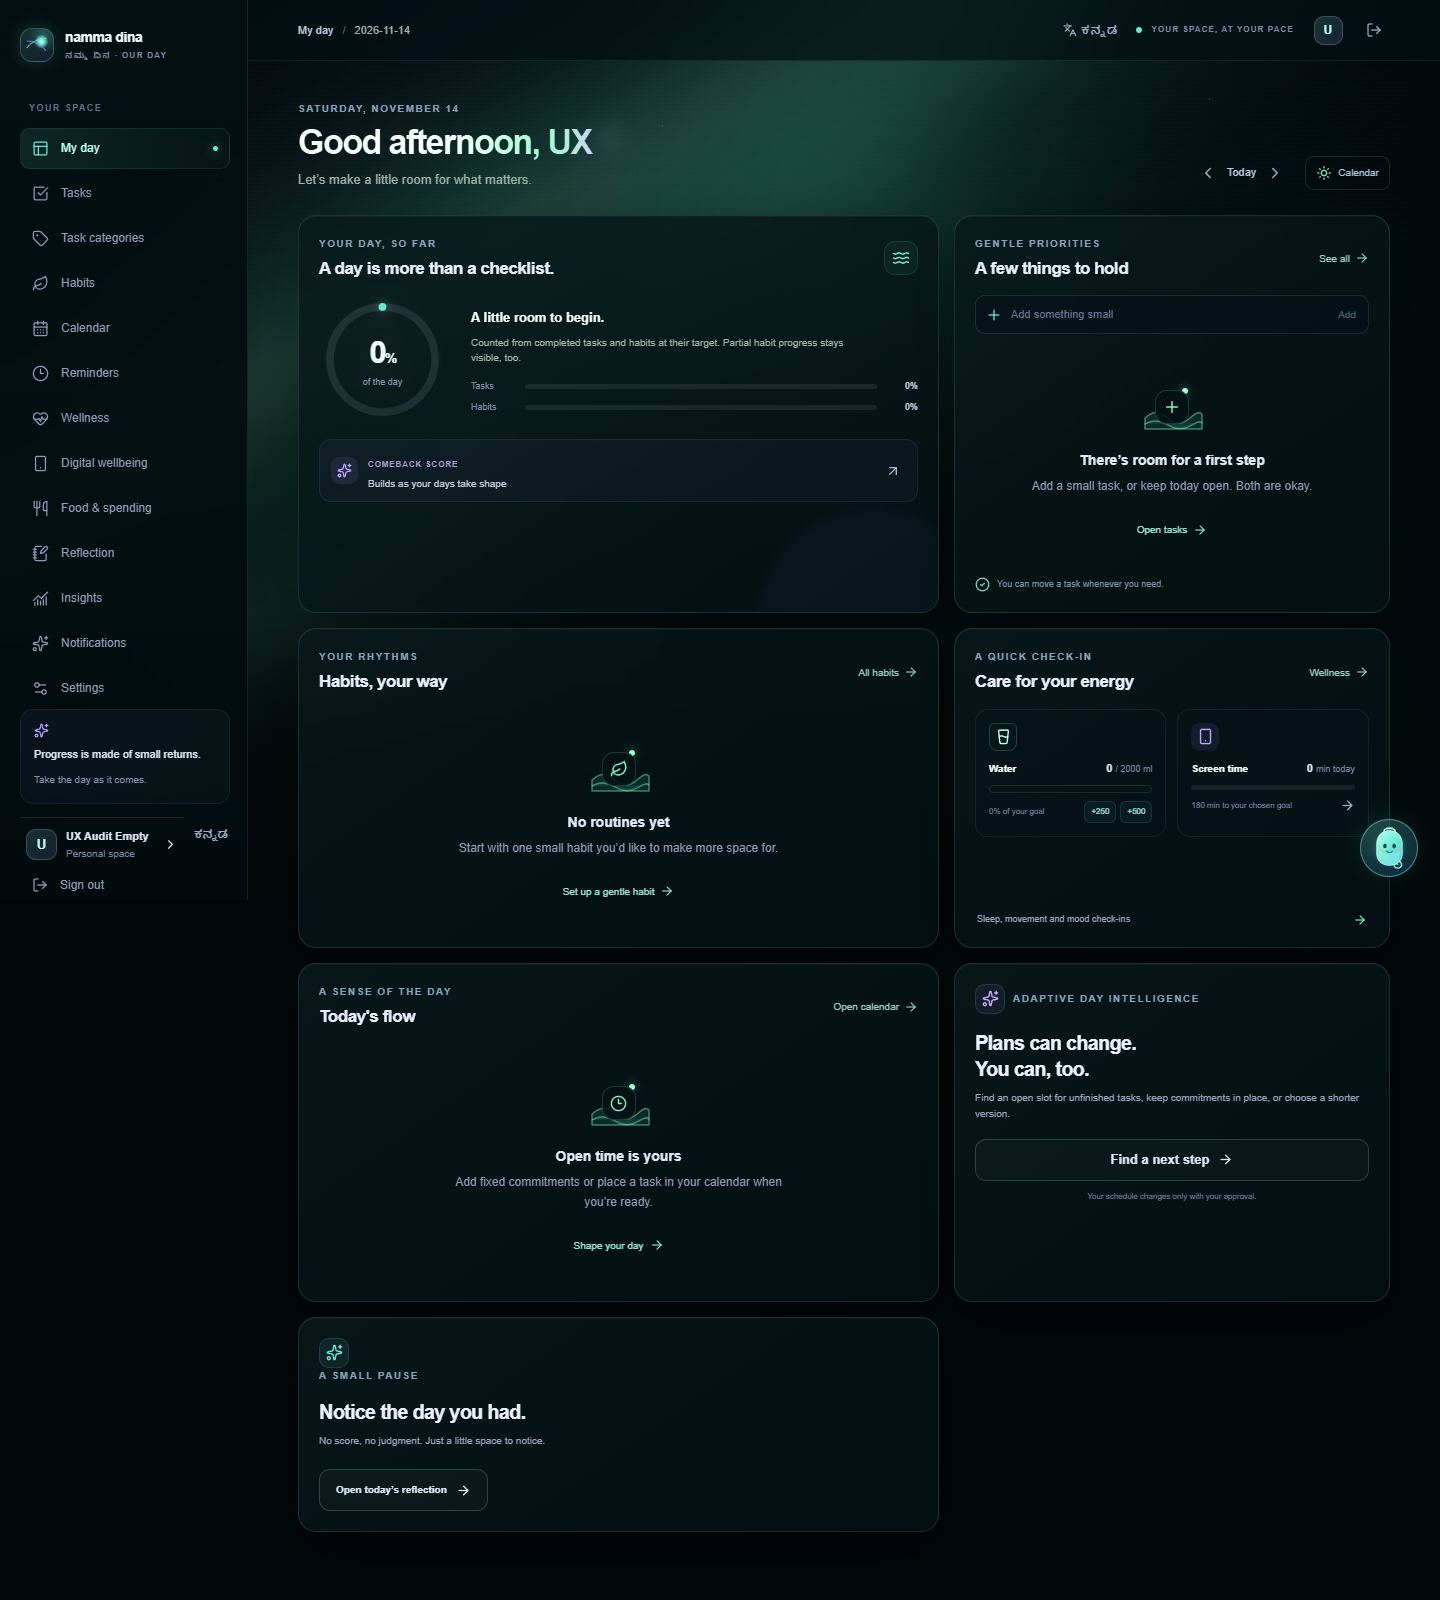 namma dina
ನಮ್ಮ ದಿನ · OUR DAY
YOUR SPACE
My day
Tasks
Task categories
Habits
Calendar
Reminders
Wellness
Digital wellbeing
Food & spending
Reflection
Insights
Notifications
Settings
Progress is made of small returns.
Take the day as it comes.
U
UX Audit Empty
Personal space
ಕನ್ನಡ
Sign out
My day / 2026-11-14
ಕನ್ನಡ
YOUR SPACE, AT YOUR PACE
U
SATURDAY, NOVEMBER 14
Good afternoon, UX
Let's make a little room for what matters.
Today
Calendar
YOUR DAY, SO FAR
A day is more than a checklist.
0%
of the day
A little room to begin.
Counted from completed tasks and habits at their target. Partial habit progress stays
visible, too.
Tasks 0%
Habits 0%
COMEBACK SCORE
Builds as your days take shape
GENTLE PRIORITIES
A few things to hold
See all
Add something small
Add
There's room for a first step
Add a small task, or keep today open. Both are okay.
Open tasks
You can move a task whenever you need.
YOUR RHYTHMS
Habits, your way
All habits
No routines yet
Start with one small habit you'd like to make more space for.
Set up a gentle habit
A QUICK CHECK-IN
Care for your energy
Wellness
Water 0 / 2000 ml
0% of your goal
+250
+500
Screen time 0 min today
180 min to your chosen goal
Sleep, movement and mood check-ins
A SENSE OF THE DAY
Today's flow
Open calendar
Open time is yours
Add fixed commitments or place a task in your calendar when
you're ready.
Shape your day
ADAPTIVE DAY INTELLIGENCE
Plans can change.
You can, too.
Find an open slot for unfinished tasks, keep commitments in place, or choose a shorter
version.
Find a next step
Your schedule changes only with your approval.
A SMALL PAUSE
Notice the day you had.
No score, no judgment. Just a little space to notice.
Open today's reflection